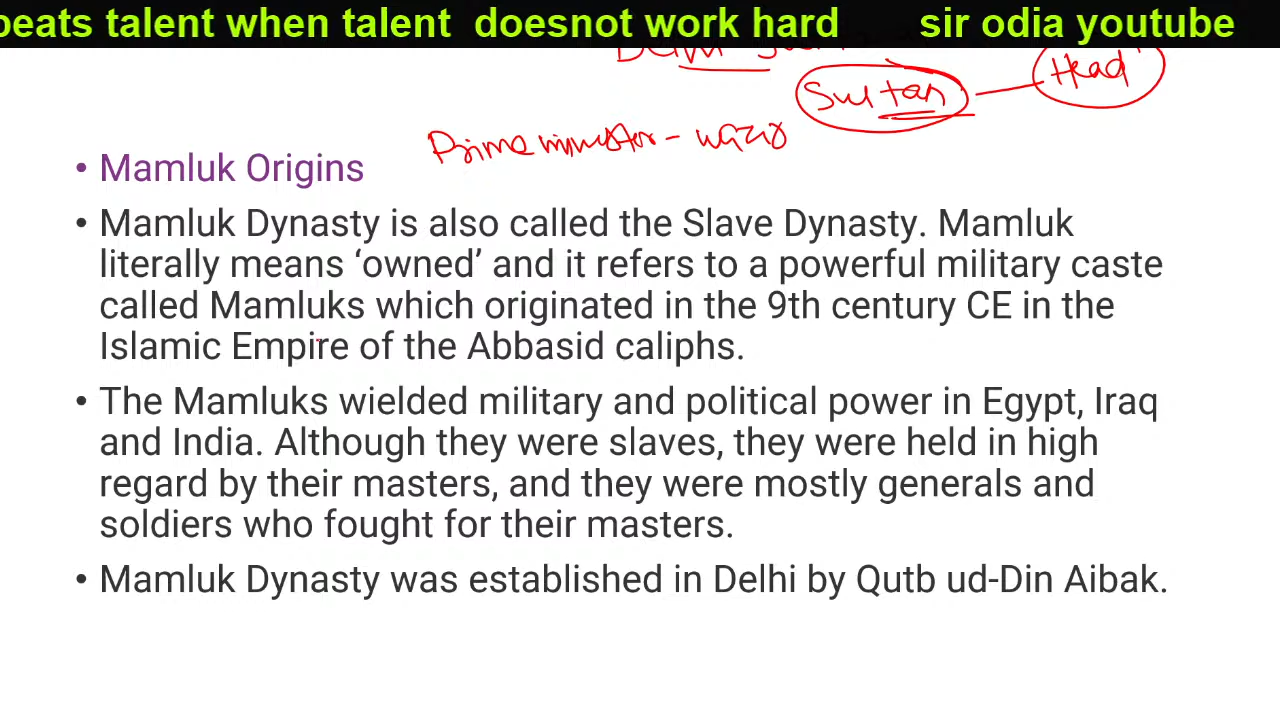 beats talent when talent  doesnot work hard          sir odia youtube
Delhi
Sultan — Head
Prime minister - wazir
• Mamluk Origins
• Mamluk Dynasty is also called the Slave Dynasty. Mamluk
literally means ‘owned’ and it refers to a powerful military caste
called Mamluks which originated in the 9th century CE in the
Islamic Empire of the Abbasid caliphs.
• The Mamluks wielded military and political power in Egypt, Iraq
and India. Although they were slaves, they were held in high
regard by their masters, and they were mostly generals and
soldiers who fought for their masters.
• Mamluk Dynasty was established in Delhi by Qutb ud-Din Aibak.